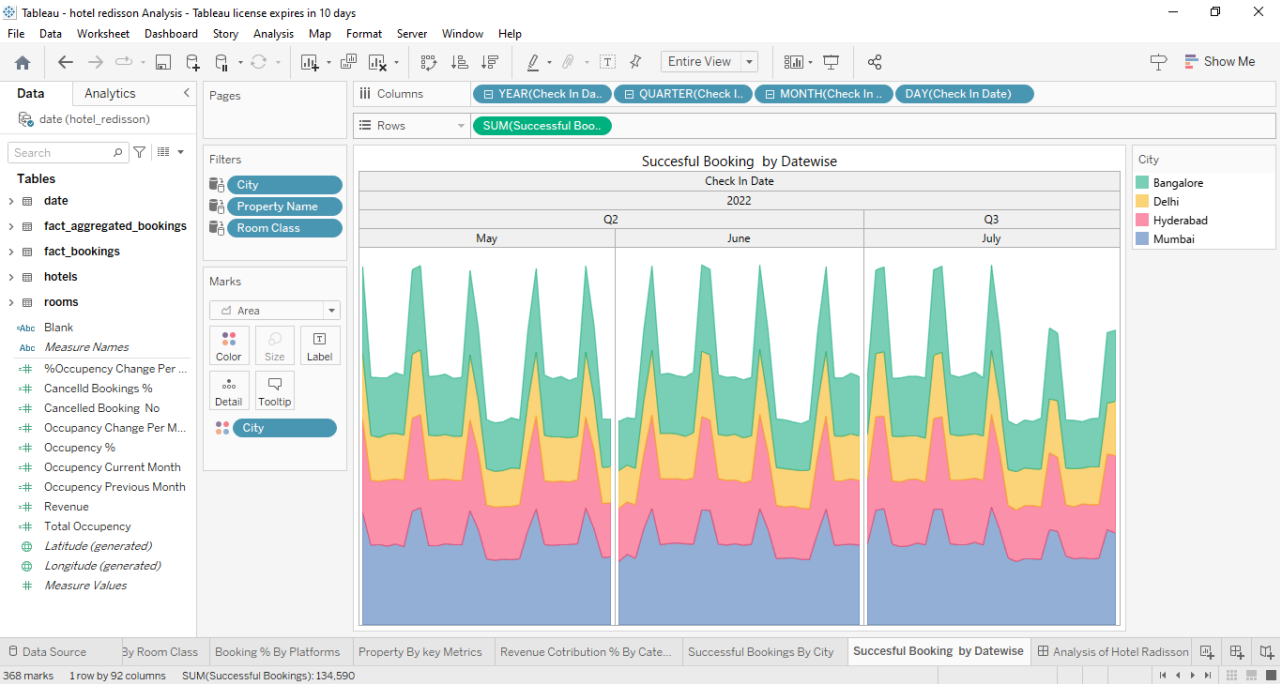 Tableau - hotel redisson Analysis - Tableau license expires in 10 days
File Data Worksheet Dashboard Story Analysis Map Format Server Window Help
Entire View
Show Me
Data
Analytics
date (hotel_redisson)
Search
Tables
date
fact_aggregated_bookings
fact_bookings
hotels
rooms
Abc Blank
Abc Measure Names
%Occupency Change Per ...
Cancelld Bookings %
Cancelled Booking No
Occupancy Change Per M...
Occupency %
Occupency Current Month
Occupency Previous Month
Revenue
Total Occupency
Latitude (generated)
Longitude (generated)
Measure Values
Pages
Filters
City
Property Name
Room Class
Marks
Area
Color Size Label
Detail Tooltip
City
Columns
YEAR(Check In Da..
QUARTER(Check I..
MONTH(Check In ..
DAY(Check In Date)
Rows
SUM(Successful Boo..
Succesful Booking by Datewise
Check In Date
2022
Q2 Q3
May June July
City
Bangalore
Delhi
Hyderabad
Mumbai
Data Source
By Room Class
Booking % By Platforms
Property By key Metrics
Revenue Cotribution % By Cate...
Successful Bookings By City
Succesful Booking by Datewise
Analysis of Hotel Radisson
368 marks 1 row by 92 columns SUM(Successful Bookings): 134,590